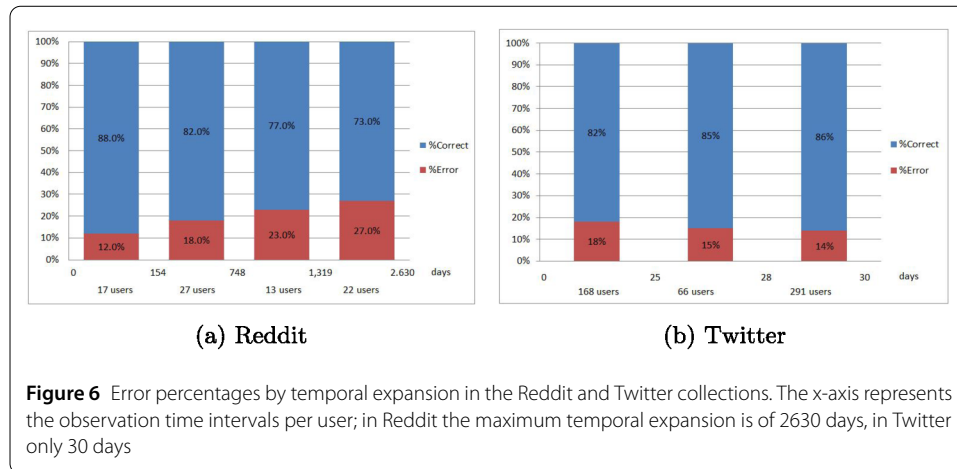 100%
90%
80%
70%
60%
50%
40%
30%
20%
10%
0%
88.0%
82.0%
77.0%
73.0%
12.0%
18.0%
23.0%
27.0%
%Correct
%Error
0 154 748 1,319 2.630 days
17 users 27 users 13 users 22 users
(a) Reddit
100%
90%
80%
70%
60%
50%
40%
30%
20%
10%
0%
82%
85%
86%
18%
15%
14%
%Correct
%Error
0 25 28 30 days
168 users 66 users 291 users
(b) Twitter
Figure 6 Error percentages by temporal expansion in the Reddit and Twitter collections. The x-axis represents
the observation time intervals per user; in Reddit the maximum temporal expansion is of 2630 days, in Twitter
only 30 days